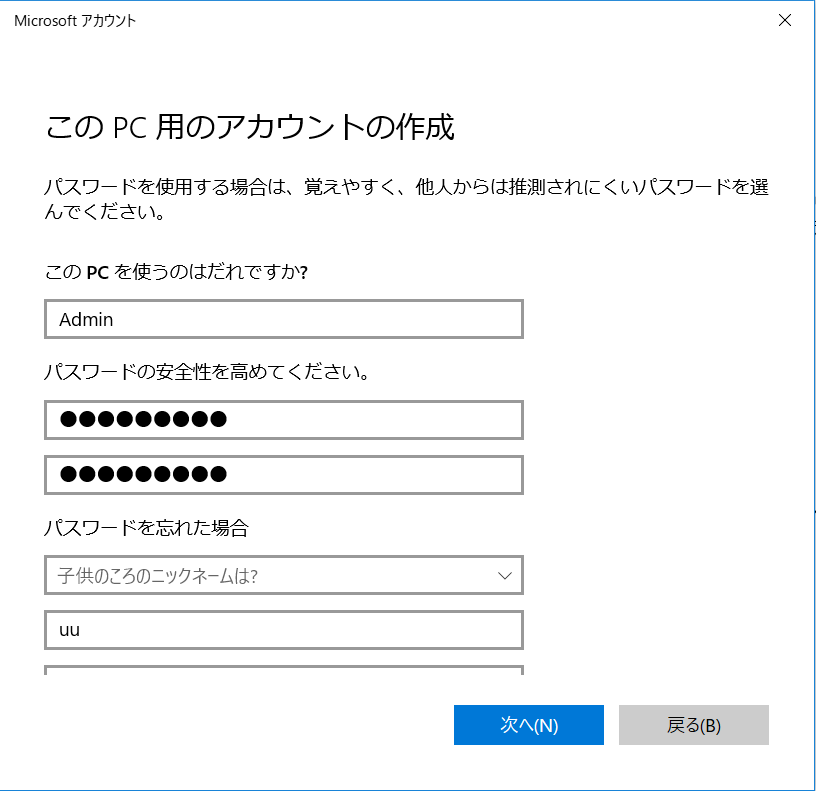 Microsoft アカウント
この PC 用のアカウントの作成
パスワードを使用する場合は、覚えやすく、他人からは推測されにくいパスワードを選
んでください。
この PC を使うのはだれですか?
Admin
パスワードの安全性を高めてください。
●●●●●●●●●
●●●●●●●●●
パスワードを忘れた場合
子供のころのニックネームは?
uu
次へ(N)
戻る(B)